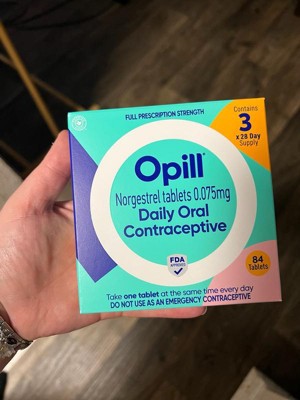 FULL PRESCRIPTION STRENGTH
Contains
3
x 28 Day
Supply
Opill
Norgestrel tablets 0.075mg
Daily Oral
Contraceptive
FDA
APPROVED
84
Tablets
Take one tablet at the same time every day
DO NOT USE AS AN EMERGENCY CONTRACEPTIVE